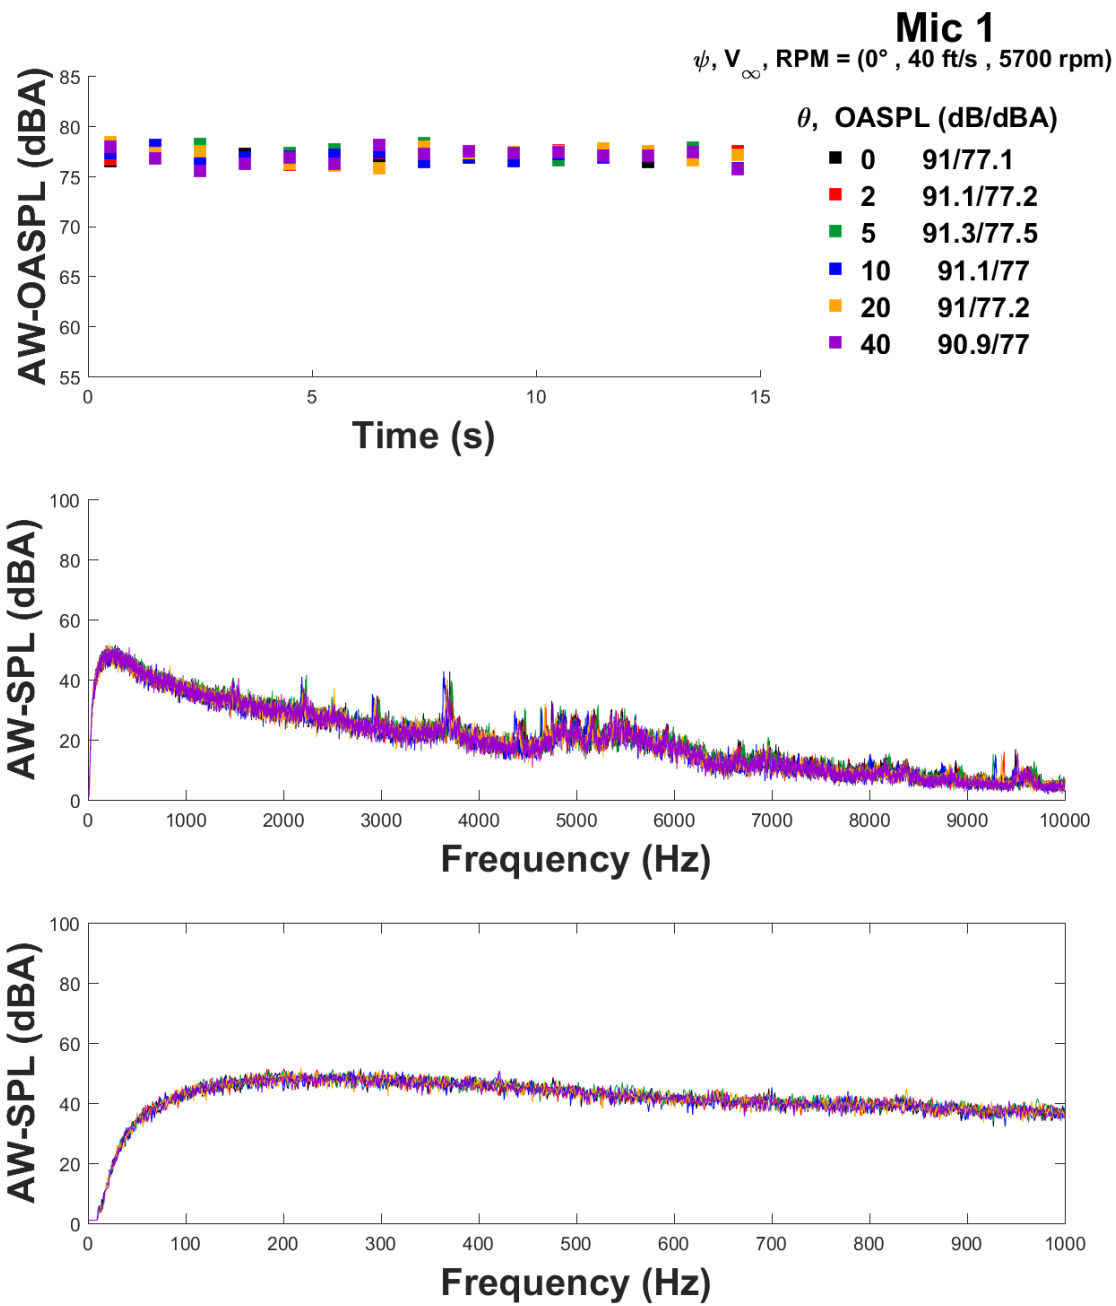 Mic 1
ψ, V∞, RPM = (0° , 40 ft/s , 5700 rpm)
θ, OASPL (dB/dBA)
0 91/77.1
2 91.1/77.2
5 91.3/77.5
10 91.1/77
20 91/77.2
40 90.9/77
AW-OASPL (dBA)
85
80
75
70
65
60
55
0 5 10 15
Time (s)
AW-SPL (dBA)
100
80
60
40
20
0
0 1000 2000 3000 4000 5000 6000 7000 8000 9000 10000
Frequency (Hz)
AW-SPL (dBA)
100
80
60
40
20
0
0 100 200 300 400 500 600 700 800 900 1000
Frequency (Hz)